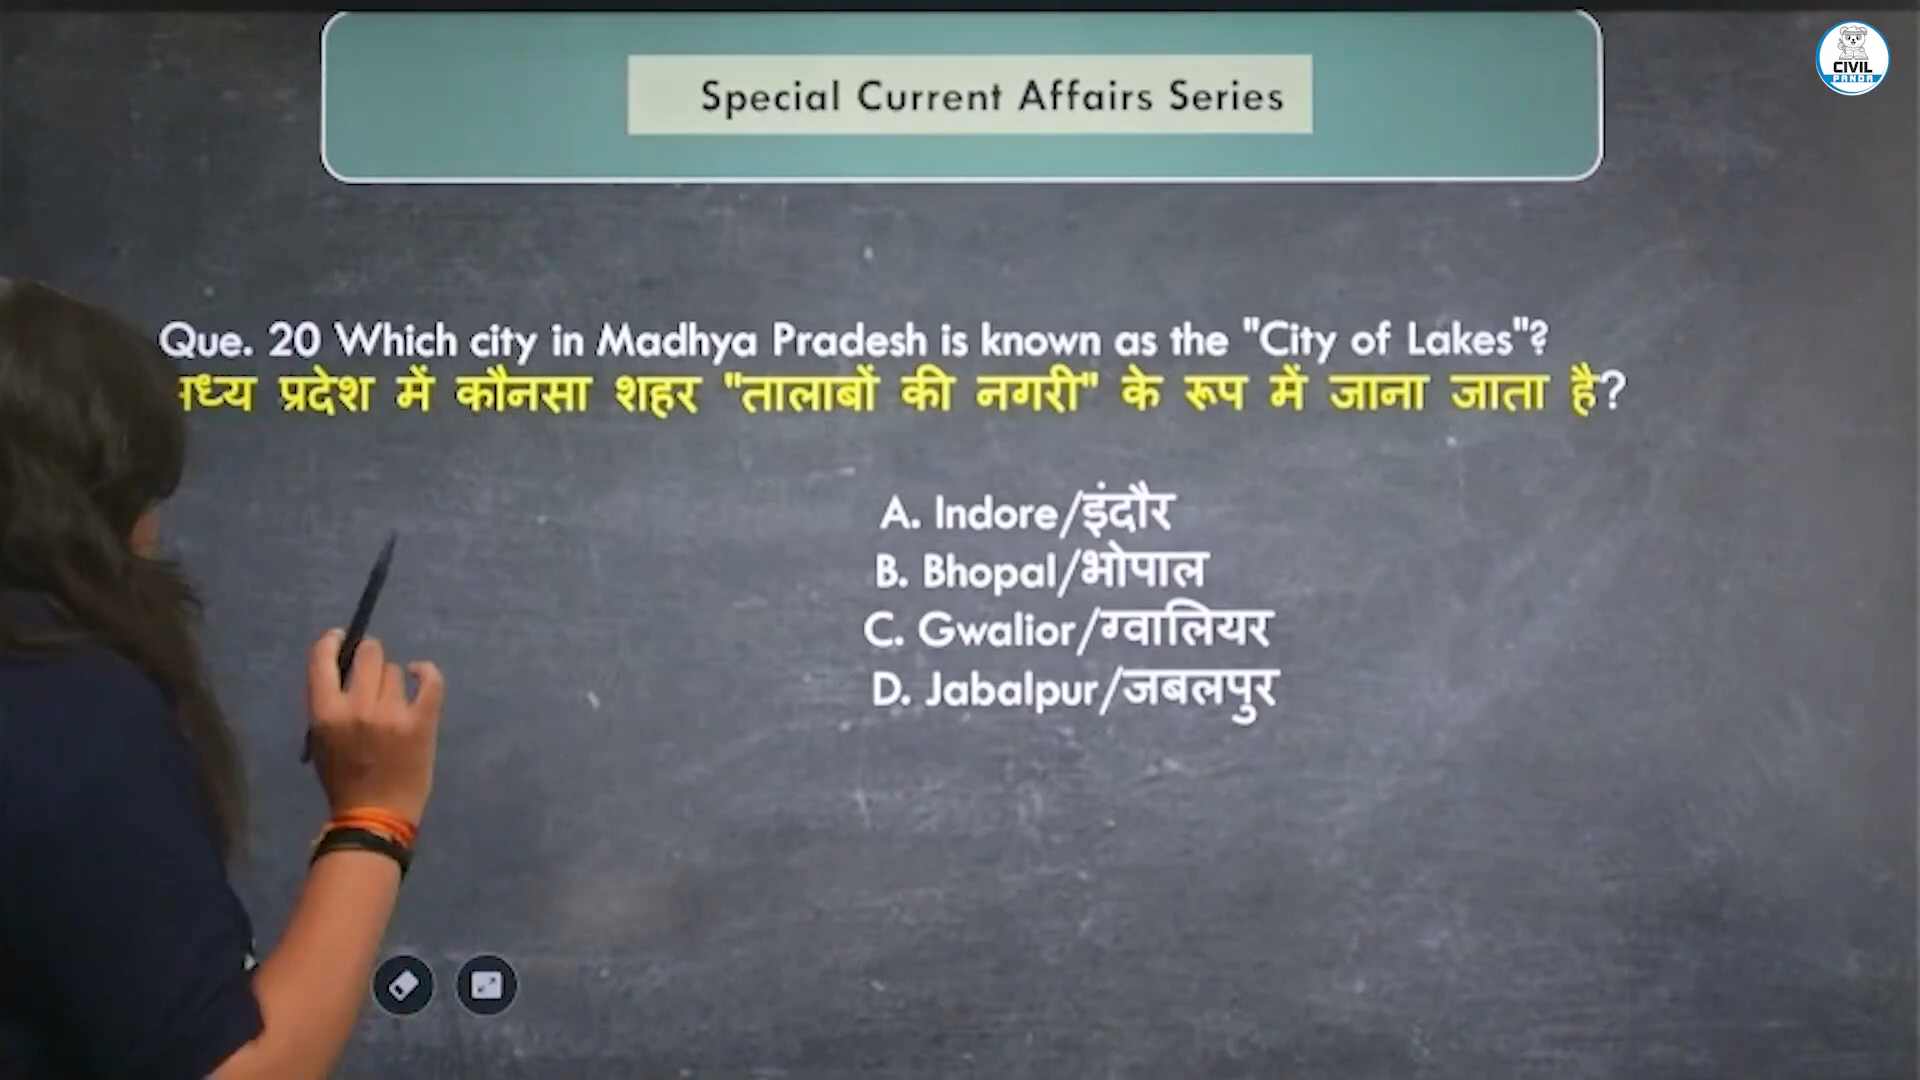 Special Current Affairs Series
CIVIL
PANDA
Que. 20 Which city in Madhya Pradesh is known as the "City of Lakes"?
मध्य प्रदेश में कौनसा शहर "तालाबों की नगरी" के रूप में जाना जाता है?
A. Indore/इंदौर
B. Bhopal/भोपाल
C. Gwalior/ग्वालियर
D. Jabalpur/जबलपुर